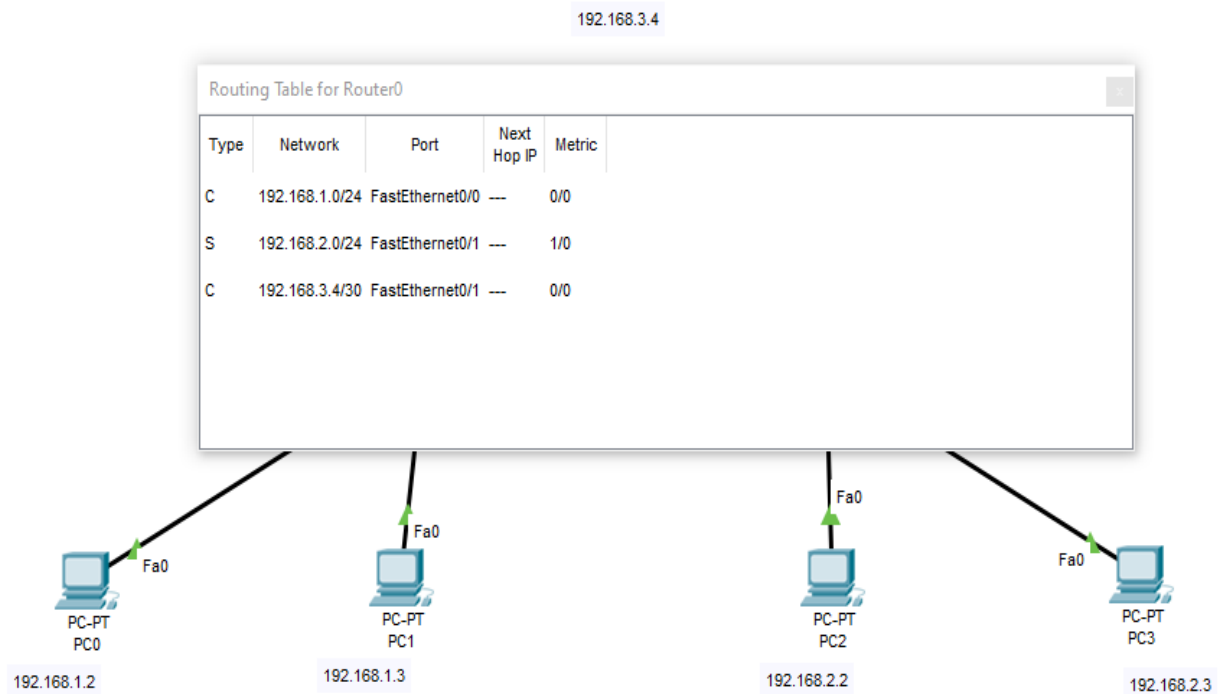 192.168.3.4
Routing Table for Router0
x
Type Network Port Next Hop IP Metric
C 192.168.1.0/24 FastEthernet0/0 --- 0/0
S 192.168.2.0/24 FastEthernet0/1 --- 1/0
C 192.168.3.4/30 FastEthernet0/1 --- 0/0
Fa0
Fa0
Fa0
Fa0
PC-PT
PC0
PC-PT
PC1
PC-PT
PC2
PC-PT
PC3
192.168.1.2
192.168.1.3
192.168.2.2
192.168.2.3